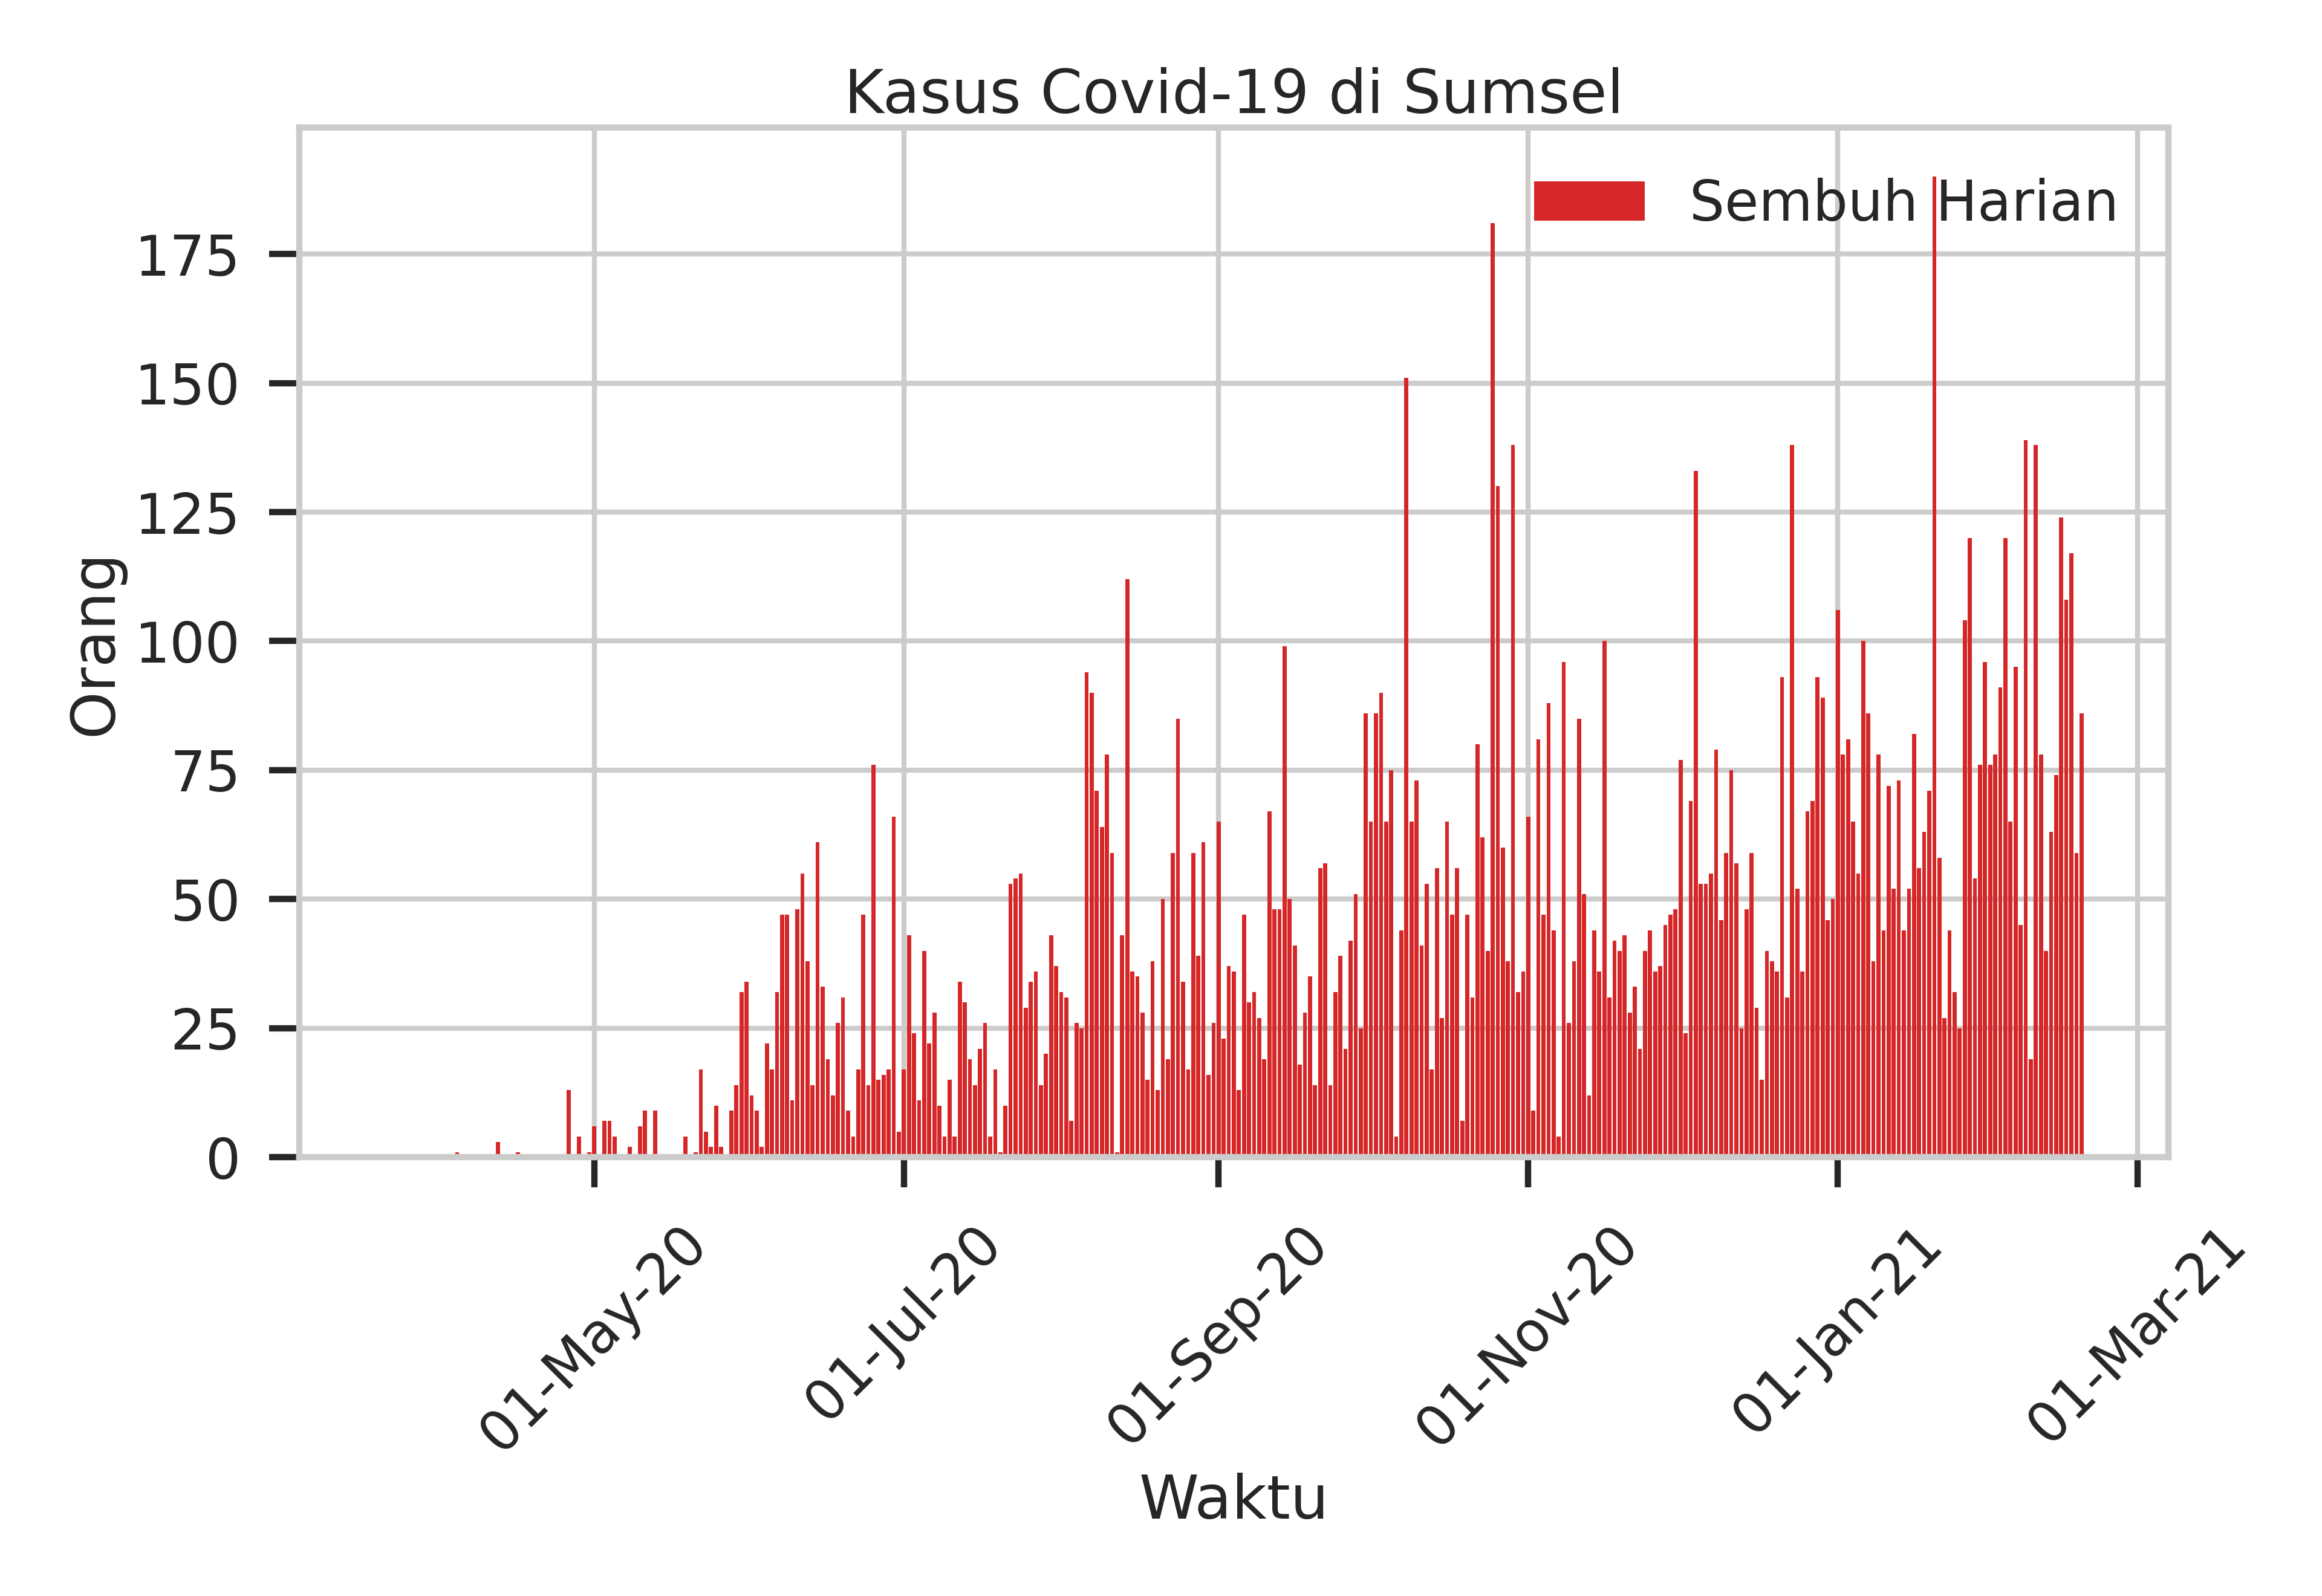 Kasus Covid-19 di Sumsel
Sembuh Harian
175
150
125
100
75
50
25
0
Orang
01-May-20
01-Jul-20
01-Sep-20
01-Nov-20
01-Jan-21
01-Mar-21
Waktu